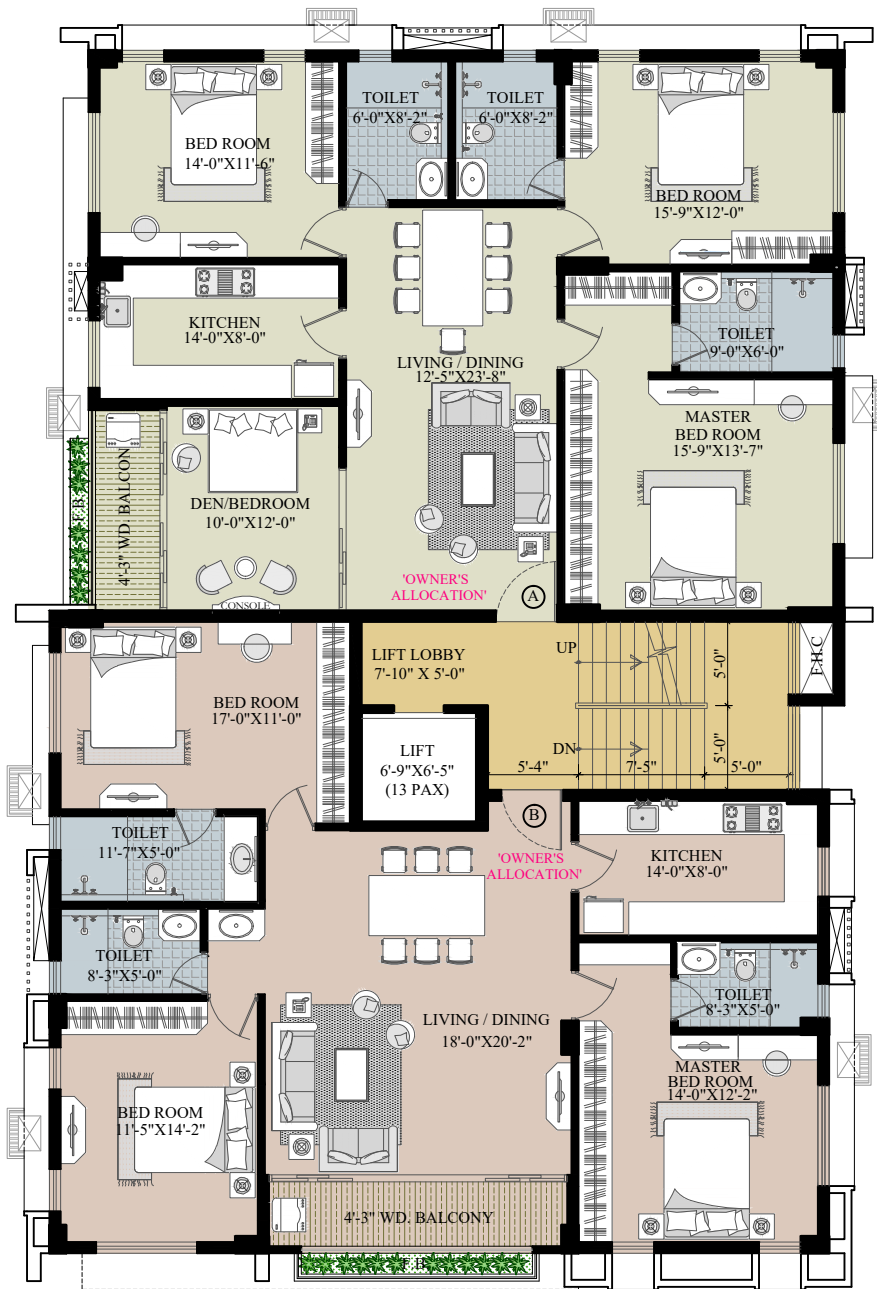 TOILET
6'-0"X8'-2"
TOILET
6'-0"X8'-2"
BED ROOM
14'-0"X11'-6"
BED ROOM
15'-9"X12'-0"
KITCHEN
14'-0"X8'-0"
TOILET
9'-0"X6'-0"
LIVING / DINING
12'-5"X23'-8"
MASTER
BED ROOM
15'-9"X13'-7"
DEN/BEDROOM
10'-0"X12'-0"
4'-3" WD. BALCON
F.B.
CONSOLE
'OWNER'S
ALLOCATION'
A
LIFT LOBBY
7'-10" X 5'-0"
UP
5'-0"
F.H.C
BED ROOM
17'-0"X11'-0"
LIFT
6'-9"X6'-5"
(13 PAX)
DN
5'-0"
5'-4"
7'-5"
5'-0"
B
TOILET
11'-7"X5'-0"
'OWNER'S
ALLOCATION'
KITCHEN
14'-0"X8'-0"
TOILET
8'-3"X5'-0"
TOILET
8'-3"X5'-0"
LIVING / DINING
18'-0"X20'-2"
MASTER
BED ROOM
14'-0"X12'-2"
BED ROOM
11'-5"X14'-2"
4'-3" WD. BALCONY
F.B.